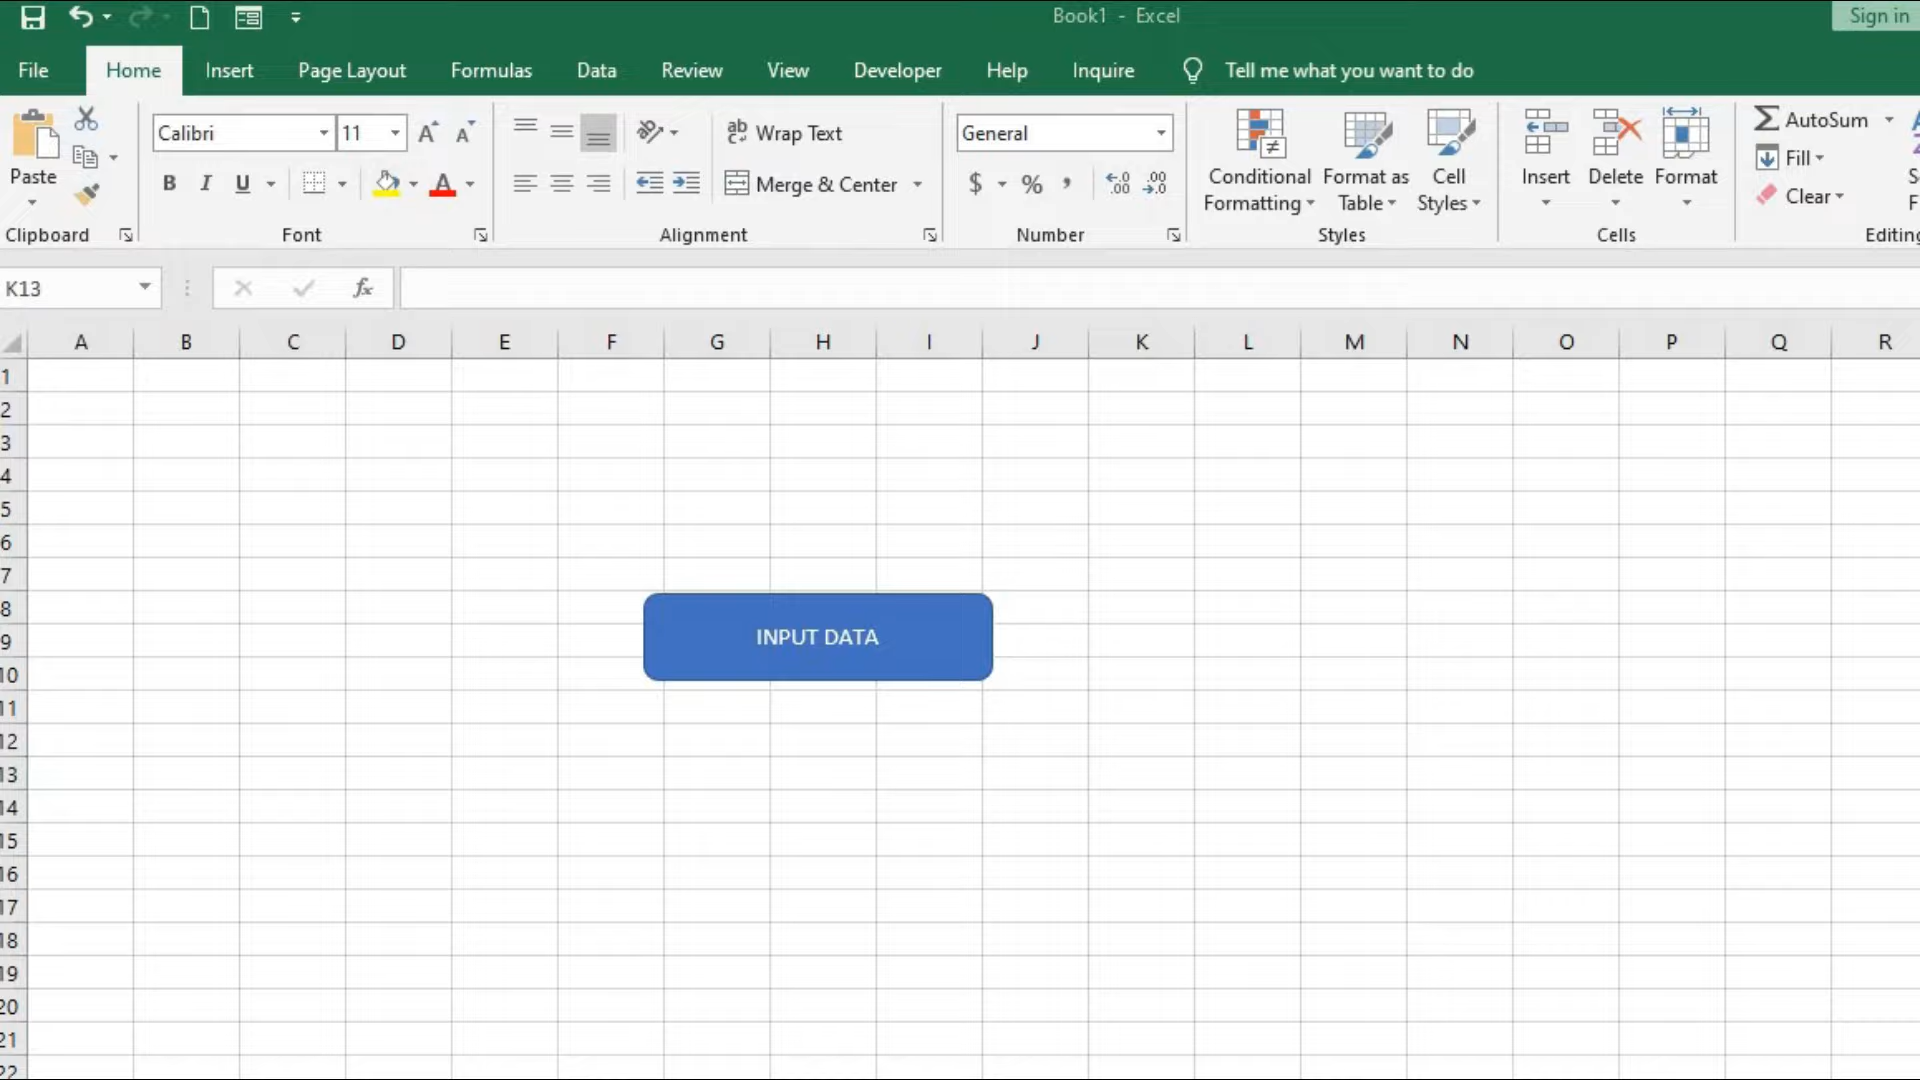 Book1 - Excel
Sign in
File Home Insert Page Layout Formulas Data Review View Developer Help Inquire Tell me what you want to do
Calibri 11 ab Wrap Text General AutoSum
Paste Conditional Formatting Format as Table Cell Styles Insert Delete Format Fill
B I U Merge & Center $ % , Clear
Clipboard Font Alignment Number Styles Cells Editing
K13 fx
A B C D E F G H I J K L M N O P Q R
1
2
3
4
5
6
7
8
9
10
11
12
13
14
15
16
17
18
19
20
21
22
INPUT DATA